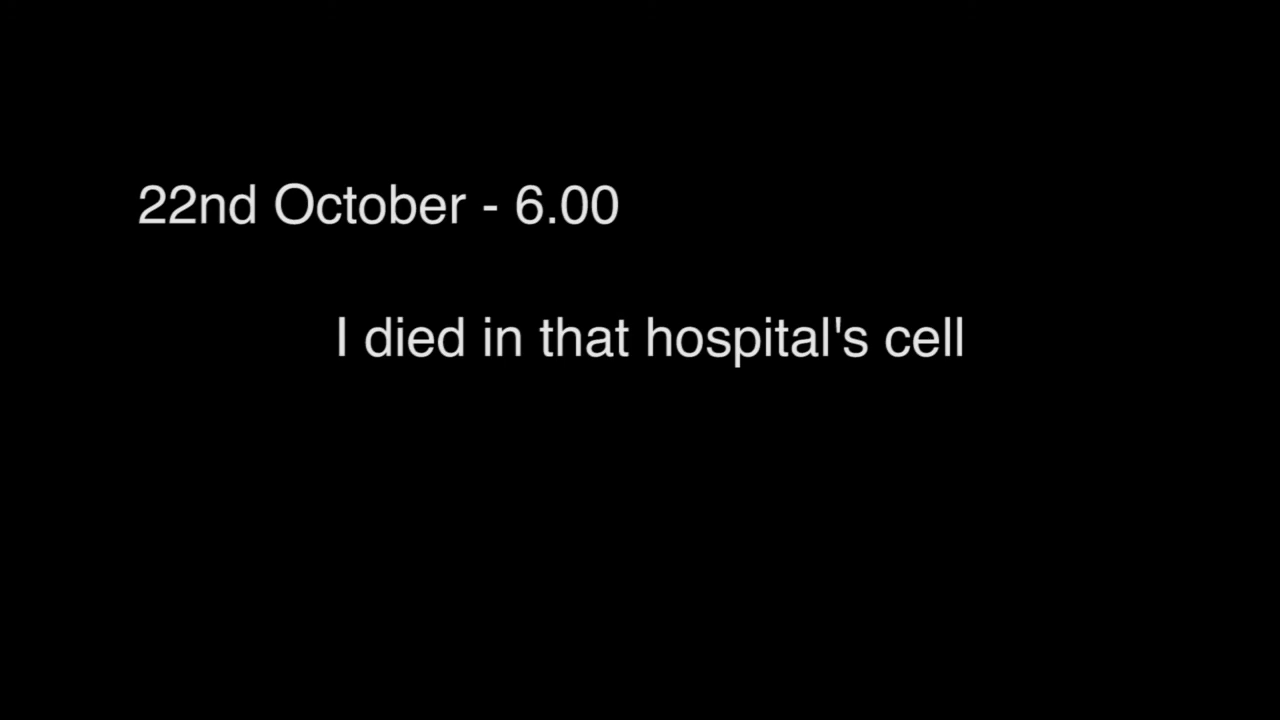 22nd October - 6.00
I died in that hospital's cell